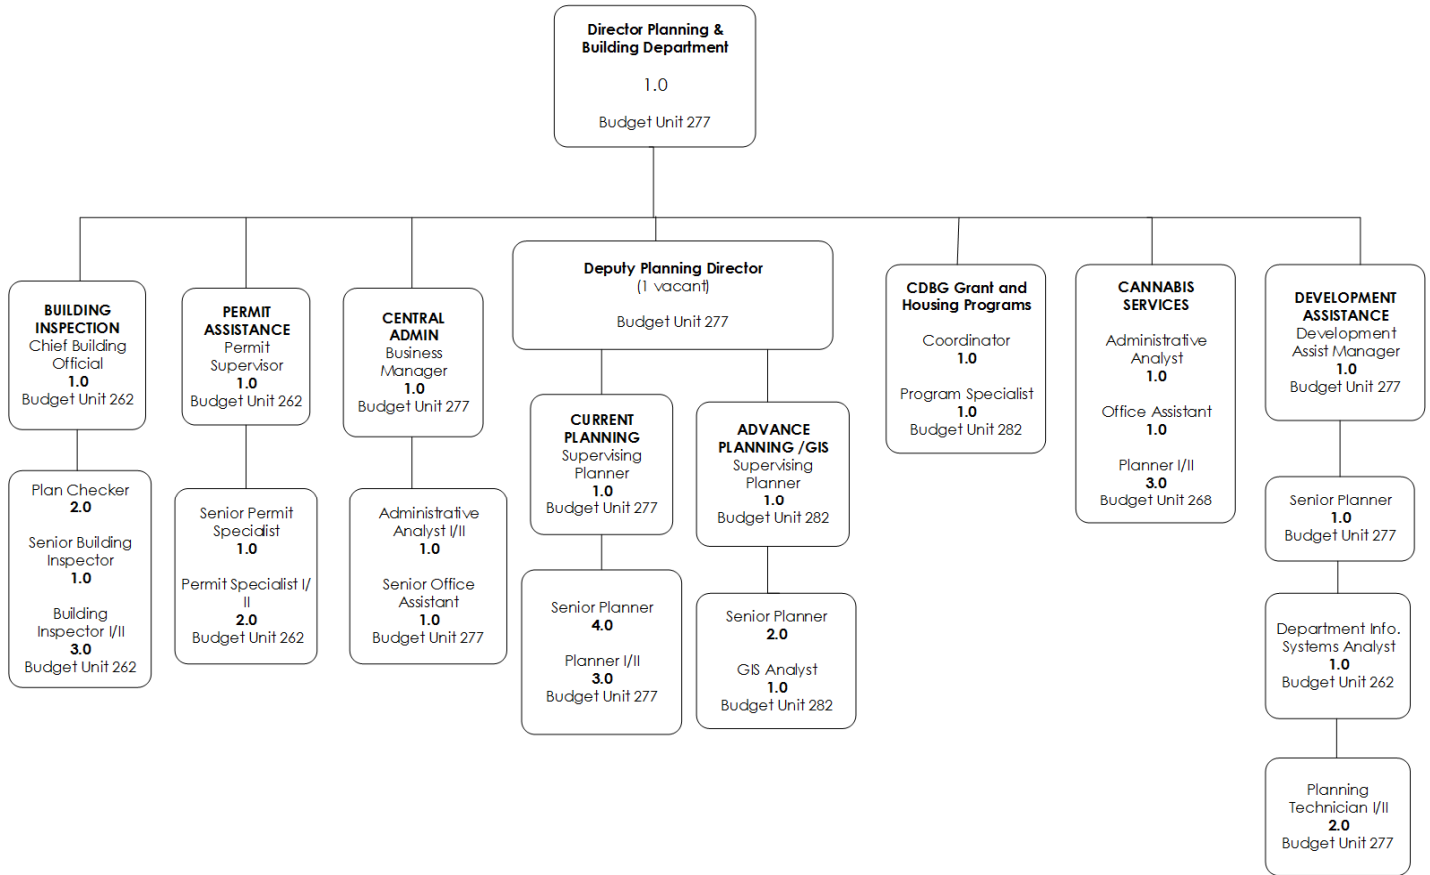 Director Planning &
Building Department
1.0
Budget Unit 277
BUILDING
INSPECTION
Chief Building
Official
1.0
Budget Unit 262
Plan Checker
2.0
Senior Building
Inspector
1.0
Building
Inspector I/II
3.0
Budget Unit 262
PERMIT
ASSISTANCE
Permit
Supervisor
1.0
Budget Unit 262
Senior Permit
Specialist
1.0
Permit Specialist I/
II
2.0
Budget Unit 262
CENTRAL
ADMIN
Business
Manager
1.0
Budget Unit 277
Administrative
Analyst I/II
1.0
Senior Office
Assistant
1.0
Budget Unit 277
Deputy Planning Director
(1 vacant)
Budget Unit 277
CURRENT
PLANNING
Supervising
Planner
1.0
Budget Unit 277
Senior Planner
4.0
Planner I/II
3.0
Budget Unit 277
ADVANCE
PLANNING /GIS
Supervising
Planner
1.0
Budget Unit 282
Senior Planner
2.0
GIS Analyst
1.0
Budget Unit 282
CDBG Grant and
Housing Programs
Coordinator
1.0
Program Specialist
1.0
Budget Unit 282
CANNABIS
SERVICES
Administrative
Analyst
1.0
Office Assistant
1.0
Planner I/II
3.0
Budget Unit 268
DEVELOPMENT
ASSISTANCE
Development
Assist Manager
1.0
Budget Unit 277
Senior Planner
1.0
Budget Unit 277
Department Info.
Systems Analyst
1.0
Budget Unit 262
Planning
Technician I/II
2.0
Budget Unit 277